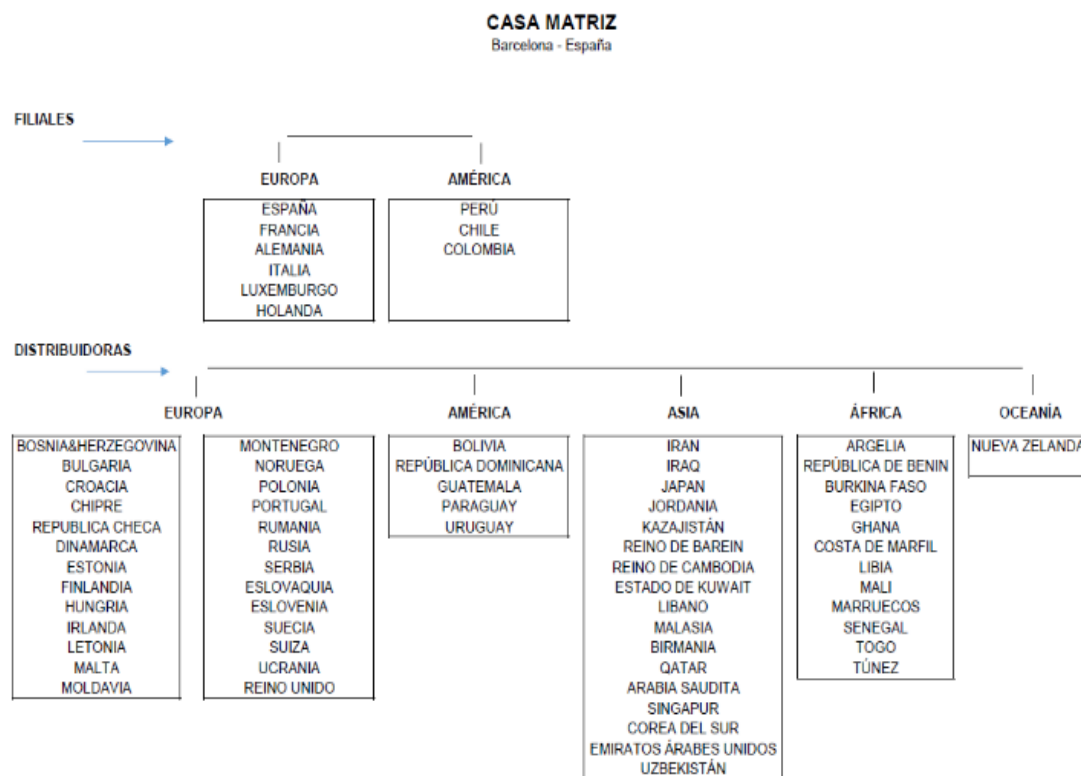 CASA MATRIZ
Barcelona - España
FILIALES
EUROPA
ESPAÑA
FRANCIA
ALEMANIA
ITALIA
LUXEMBURGO
HOLANDA
AMÉRICA
PERÚ
CHILE
COLOMBIA
DISTRIBUIDORAS
EUROPA
BOSNIA&HERZEGOVINA
BULGARIA
CROACIA
CHIPRE
REPUBLICA CHECA
DINAMARCA
ESTONIA
FINLANDIA
HUNGRIA
IRLANDA
LETONIA
MALTA
MOLDAVIA
MONTENEGRO
NORUEGA
POLONIA
PORTUGAL
RUMANIA
RUSIA
SERBIA
ESLOVAQUIA
ESLOVENIA
SUECIA
SUIZA
UCRANIA
REINO UNIDO
AMÉRICA
BOLIVIA
REPÚBLICA DOMINICANA
GUATEMALA
PARAGUAY
URUGUAY
ASIA
IRAN
IRAQ
JAPAN
JORDANIA
KAZAJISTÁN
REINO DE BAREIN
REINO DE CAMBODIA
ESTADO DE KUWAIT
LIBANO
MALASIA
BIRMANIA
QATAR
ARABIA SAUDITA
SINGAPUR
COREA DEL SUR
EMIRATOS ÁRABES UNIDOS
UZBEKISTÁN
ÁFRICA
ARGELIA
REPÚBLICA DE BENIN
BURKINA FASO
EGIPTO
GHANA
COSTA DE MARFIL
LIBIA
MALI
MARRUECOS
SENEGAL
TOGO
TÚNEZ
OCEANÍA
NUEVA ZELANDA